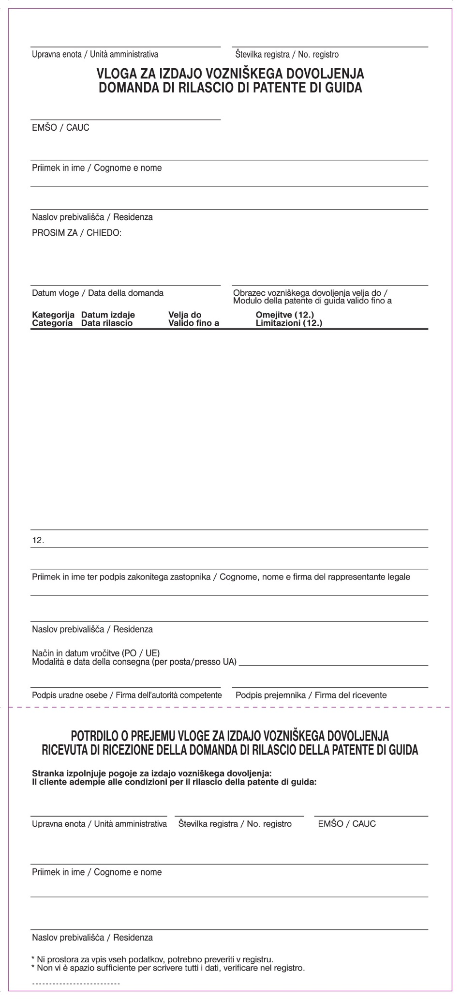 Upravna enota / Unità amministrativa
Številka registra / No. registro
VLOGA ZA IZDAJO VOZNIŠKEGA DOVOLJENJA
DOMANDA DI RILASCIO DI PATENTE DI GUIDA
EMŠO / CAUC
Priimek in ime / Cognome e nome
Naslov prebivališča / Residenza
PROSIM ZA / CHIEDO:
Datum vloge / Data della domanda
Obrazec vozniškega dovoljenja velja do /
Modulo della patente di guida valido fino a
Kategorija Datum izdaje Velja do Omejitve (12.)
Categoria Data rilascio Valido fino a Limitazioni (12.)
12.
Priimek in ime ter podpis zakonitega zastopnika / Cognome, nome e firma del rappresentante legale
Naslov prebivališča / Residenza
Način in datum vročitve (PO / UE)
Modalità e data della consegna (per posta/presso UA)
Podpis uradne osebe / Firma dell'autorità competente
Podpis prejemnika / Firma del ricevente
POTRDILO O PREJEMU VLOGE ZA IZDAJO VOZNIŠKEGA DOVOLJENJA
RICEVUTA DI RICEZIONE DELLA DOMANDA DI RILASCIO DELLA PATENTE DI GUIDA
Stranka izpolnjuje pogoje za izdajo vozniškega dovoljenja:
Il cliente adempie alle condizioni per il rilascio della patente di guida:
Upravna enota / Unità amministrativa
Številka registra / No. registro
EMŠO / CAUC
Priimek in ime / Cognome e nome
Naslov prebivališča / Residenza
* Ni prostora za vpis vseh podatkov, potrebno preveriti v registru.
* Non vi è spazio sufficiente per scrivere tutti i dati, verificare nel registro.